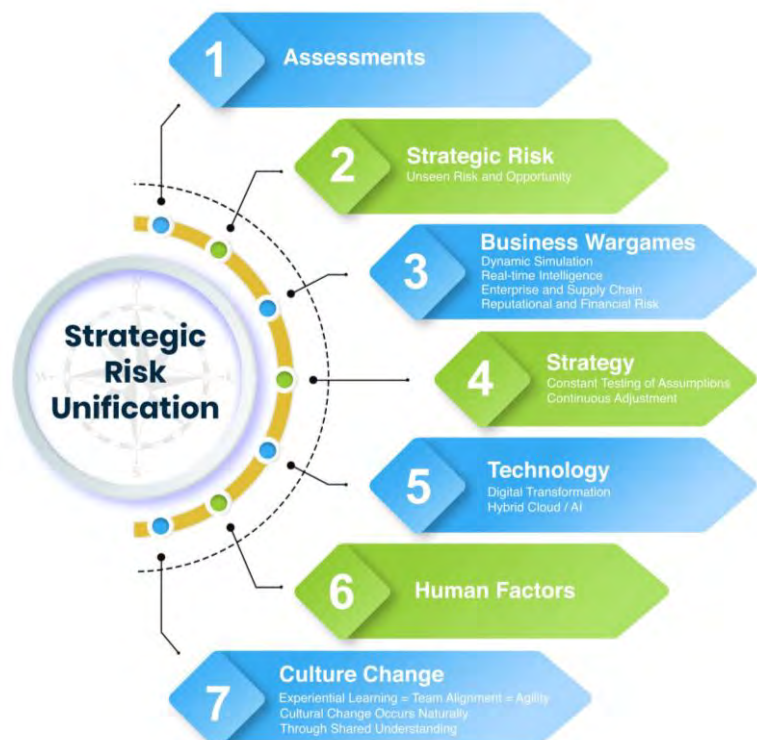 1
Assessments
2
Strategic Risk
Unseen Risk and Opportunity
3
Business Wargames
Dynamic Simulation
Real-time Intelligence
Enterprise and Supply Chain
Reputational and Financial Risk
Strategic
Risk
Unification
4
Strategy
Constant Testing of Assumptions
Continuous Adjustment
5
Technology
Digital Transformation
Hybrid Cloud / AI
6
Human Factors
7
Culture Change
Experiential Learning = Team Alignment = Agility
Cultural Change Occurs Naturally
Through Shared Understanding